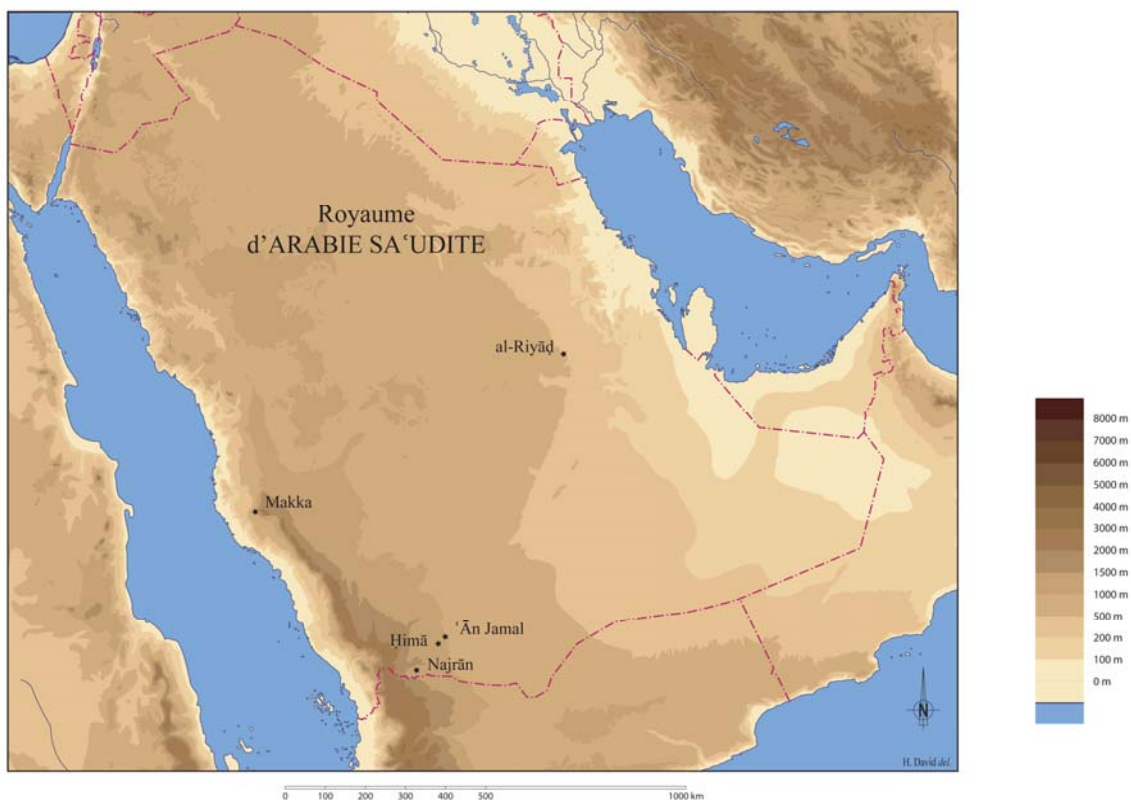 Royaume
d'ARABIE SAʿUDITE
al-Riyāḍ
Makka
ʿĀn Jamal
Ḥimā
Najrān
N
H. David del.
8000 m
7000 m
6000 m
5000 m
4000 m
3000 m
2000 m
1500 m
1000 m
500 m
200 m
100 m
0 m
0 100 200 300 400 500 1000 km